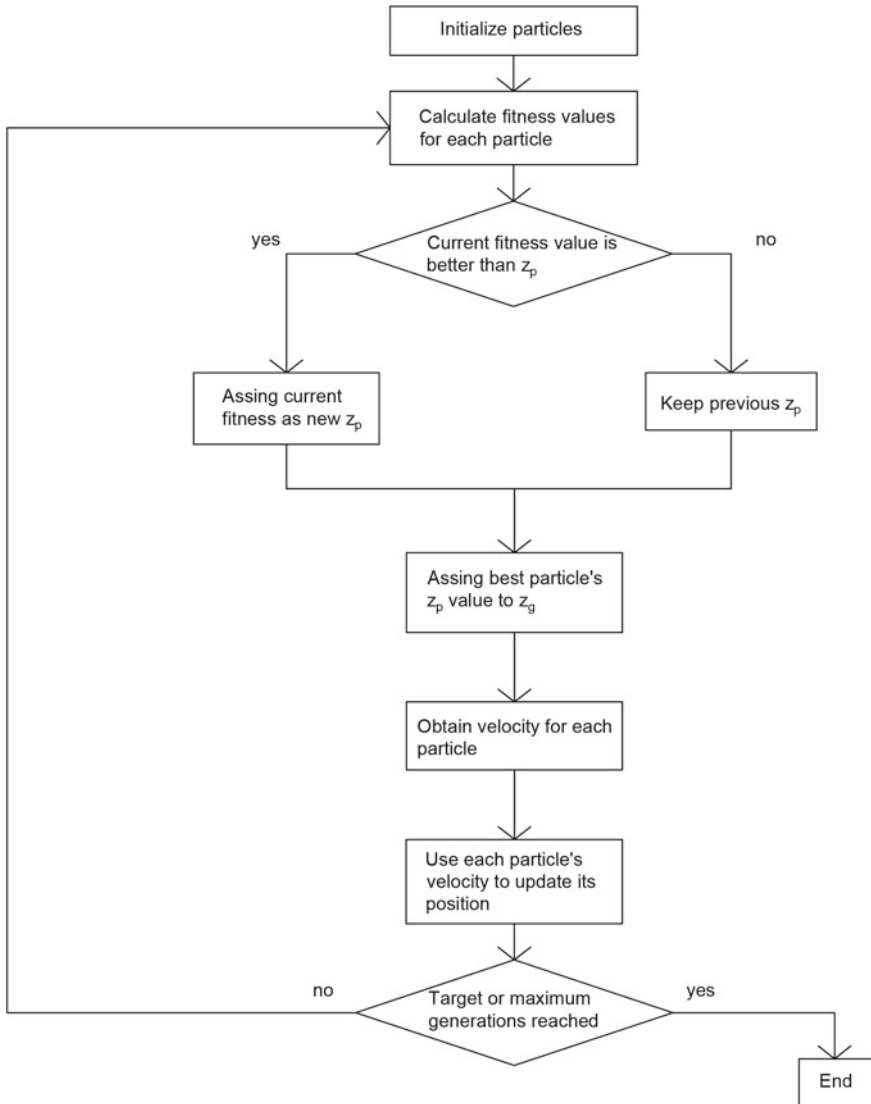 Initialize particles
Calculate fitness values
for each particle
yes
Current fitness value is
better than zp
no
Assing current
fitness as new zp
Keep previous zp
Assing best particle's
zp value to zg
Obtain velocity for each
particle
Use each particle's
velocity to update its
position
no
Target or maximum
generations reached
yes
End